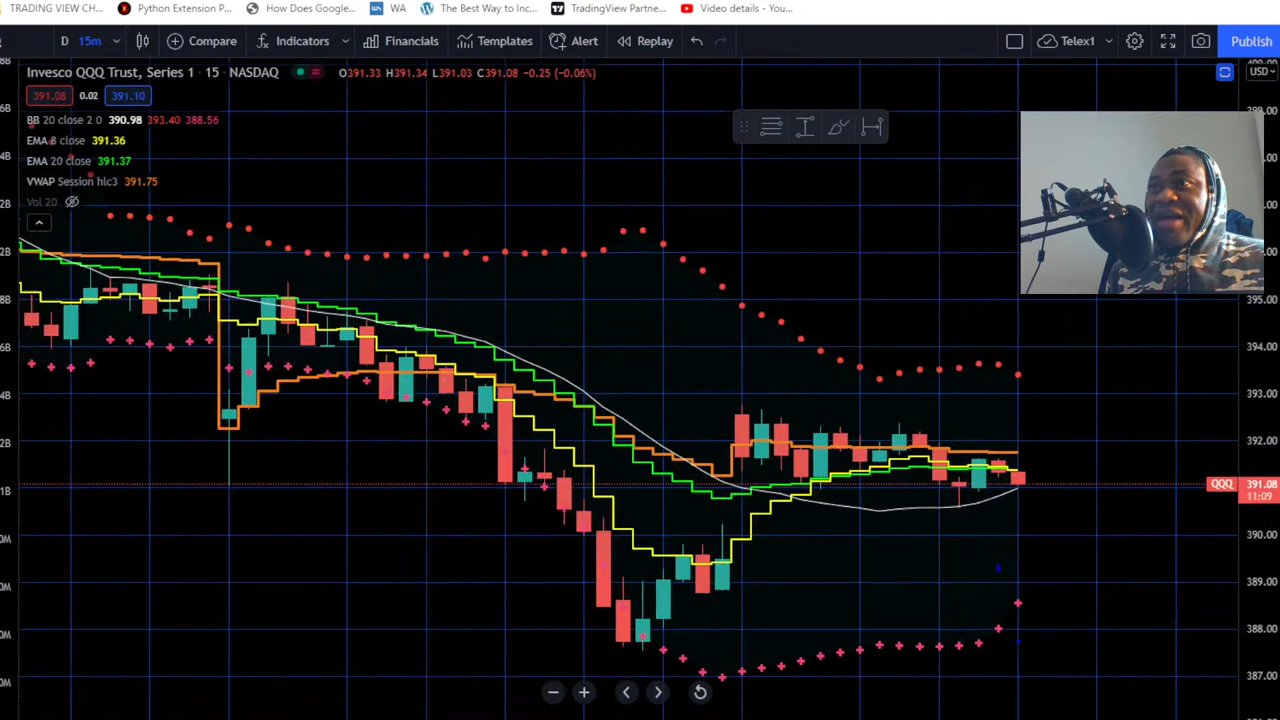 TRADING VIEW CH...
Python Extension P...
How Does Google...
WA
The Best Way to Inc...
TradingView Partne...
Video details - You...
D 15m
Compare
Indicators
Financials
Templates
Alert
Replay
Telex1
Publish
Invesco QQQ Trust, Series 1 · 15 · NASDAQ
O391.33 H391.34 L391.03 C391.08 -0.25 (-0.06%)
USD
391.08 0.02 391.10
BB 20 close 2 0 390.98 393.40 388.56
EMA 8 close 391.36
EMA 20 close 391.37
VWAP Session hlc3 391.75
Vol 20
395.00
394.00
393.00
392.00
QQQ 391.08
11:09
390.00
389.00
388.00
387.00